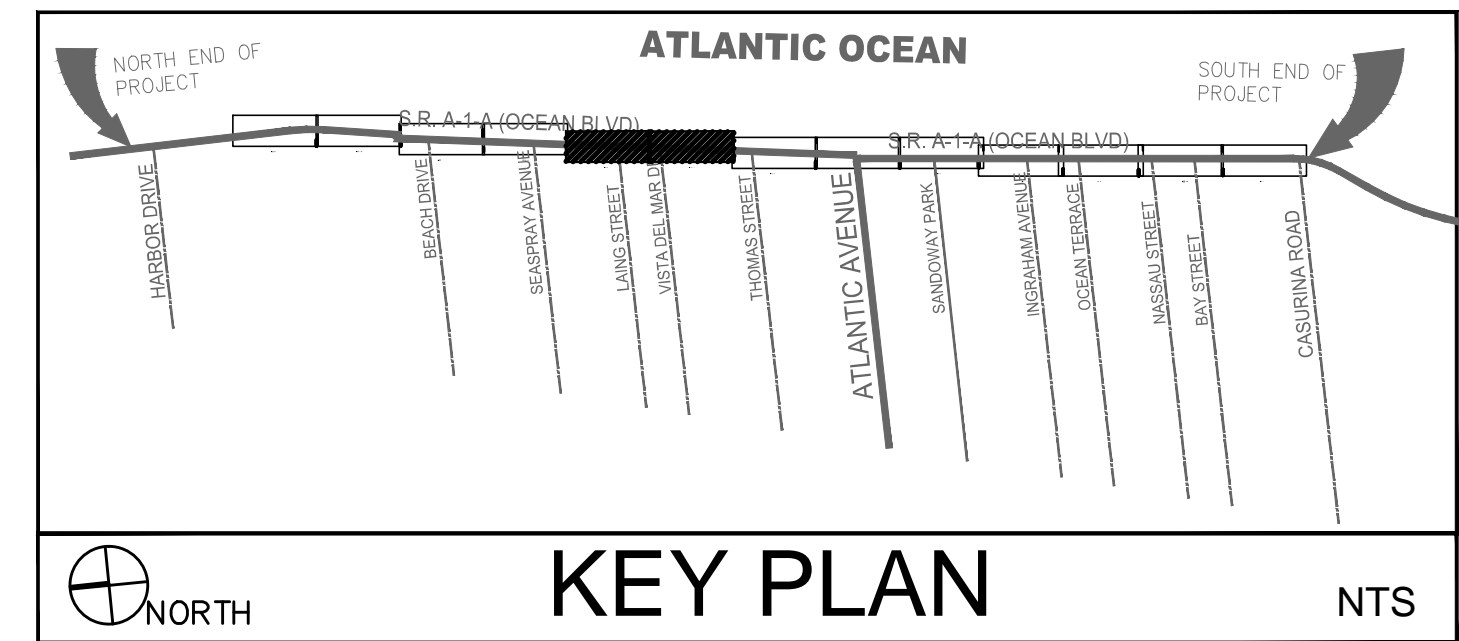 ATLANTIC OCEAN
NORTH END OF
PROJECT
SOUTH END OF
PROJECT
S.R. A-1-A (OCEAN BLVD)
S.R. A-1-A (OCEAN BLVD)
HARBOR DRIVE
BEACH DRIVE
SEASPRAY AVENUE
LAING STREET
VISTA DEL MAR
THOMAS STREET
ATLANTIC AVENUE
SANDOWAY PARK
INGRAHAM AVENUE
OCEAN TERRACE
NASSAU STREET
BAY STREET
CASURINA ROAD
NORTH
KEY PLAN
NTS